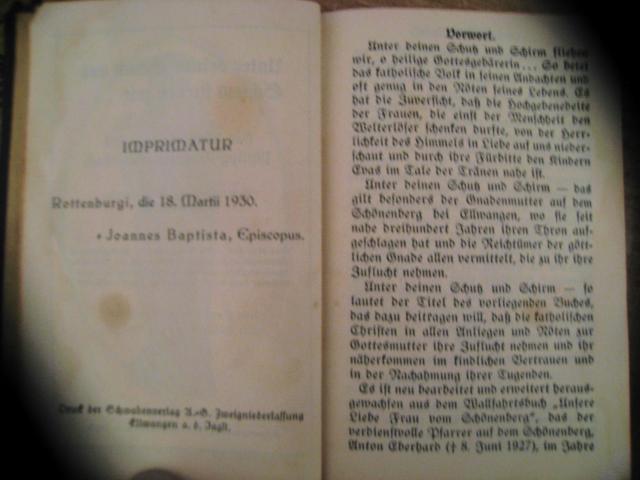 IMPRIMATUR
Rottenburgi, die 18. Martii 1930.
+ Joannes Baptista, Episcopus.
Druck der Schwabenverlag A.-G. Zweigniederlassung
Ellwangen a. d. Jagst.
Vorwort.
Unter deinen Schutz und Schirm fliehen
wir, o heilige Gottesgebärerin... So betet
das katholische Volk in seinen Andachten und
oft genug in den Nöten seines Lebens. Es
hat die Zuversicht, daß die Hochgebenedeite
der Frauen, die einst der Menschheit den
Welterlöser schenken durfte, von der Herr-
lichkeit des Himmels in Liebe auf uns nieder-
schaut und durch ihre Fürbitte den Kindern
Evas im Tale der Tränen nahe ist.
Unter deinen Schutz und Schirm — das
gilt besonders der Gnadenmutter auf dem
Schönenberg bei Ellwangen, wo sie seit
nahe dreihundert Jahren ihren Thron auf-
geschlagen hat und die Reichtümer der gött-
lichen Gnade allen vermittelt, die zu ihr ihre
Zuflucht nehmen.
Unter deinen Schutz und Schirm — so
lautet der Titel des vorliegenden Buches,
das dazu beitragen will, daß die katholischen
Christen in allen Anliegen und Nöten zur
Gottesmutter ihre Zuflucht nehmen und ihr
näherkommen im kindlichen Vertrauen und
in der Nachahmung ihrer Tugenden.
Es ist neu bearbeitet und erweitert heraus-
gewachsen aus dem Wallfahrtsbuch „Unsere
Liebe Frau vom Schönenberg", das der
verdienstvolle Pfarrer auf dem Schönenberg,
Anton Eberhard († 8. Juni 1927), im Jahre